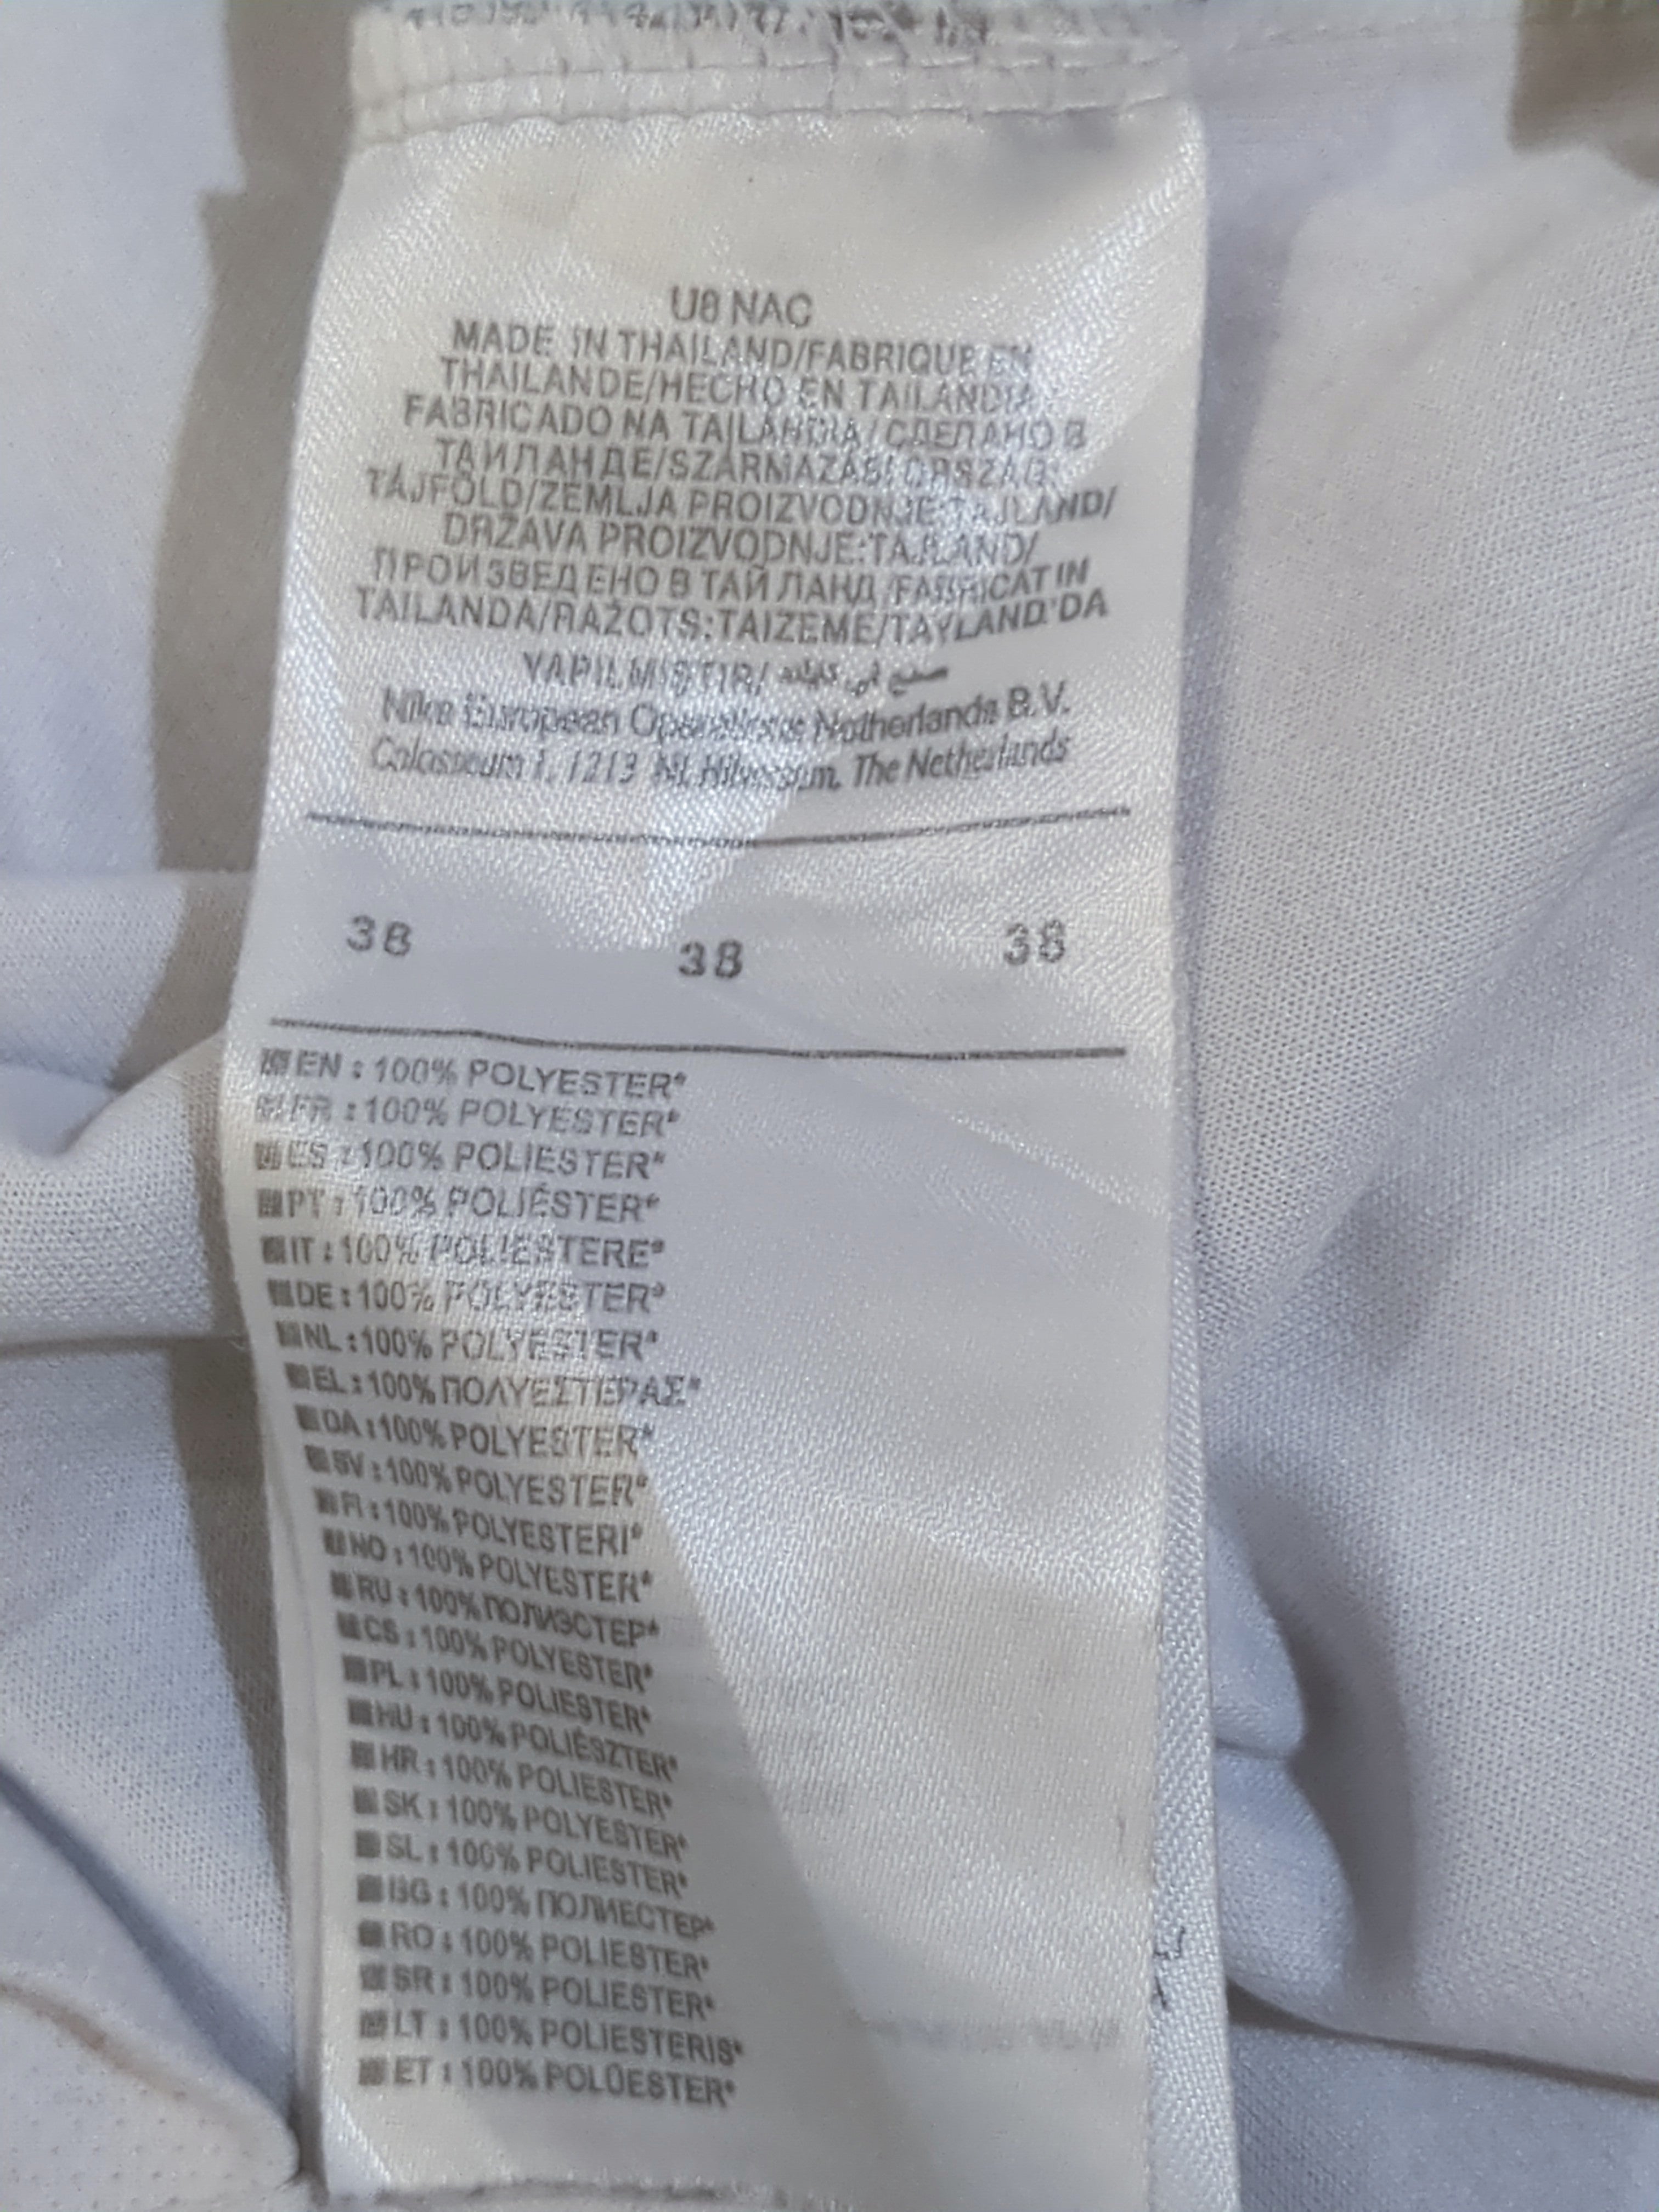 U8 NAC
MADE IN THAILAND/FABRIQUE EN
THAILANDE/HECHO EN TAILANDIA/
FABRICADO NA TAILÂNDIA/СДЕЛАНО В
ТАИЛАНДЕ/SZÁRMAZÁSI ORSZÁG:
TÁJFÖLD/ZEMLJA PROIZVODNJE:TAJLAND/
DRŽAVA PROIZVODNJE:TAJLAND/
ПРОИЗВЕДЕНО В ТАЙЛАНД/FABRICAT IN
TAILANDA/RAŽOTS:TAIZEME/TAYLAND'DA
YAPILMISTIR/ صنع في
Nike European Operations Netherlands B.V.
Colosseum 1, 1213 NL Hilversum, The Netherlands
38 38 38
EN : 100% POLYESTER*
FR : 100% POLYESTER*
ES : 100% POLIESTER*
PT : 100% POLIÉSTER*
IT : 100% POLIESTERE*
DE : 100% POLYESTER*
NL : 100% POLYESTER*
EL : 100% ΠΟΛΥΕΣΤΕΡΑΣ*
DA : 100% POLYESTER*
SV : 100% POLYESTER*
FI : 100% POLYESTERI*
NO : 100% POLYESTER*
RU : 100% ПОЛИЭСТЕР*
CS : 100% POLYESTER*
PL : 100% POLIESTER*
HU : 100% POLIÉSZTER*
HR : 100% POLIESTER*
SK : 100% POLYESTER*
SL : 100% POLIESTER*
BG : 100% ПОЛИЕСТЕР*
RO : 100% POLIESTER*
SR : 100% POLIESTER*
LT : 100% POLIESTERIS*
ET : 100% POLÜESTER*